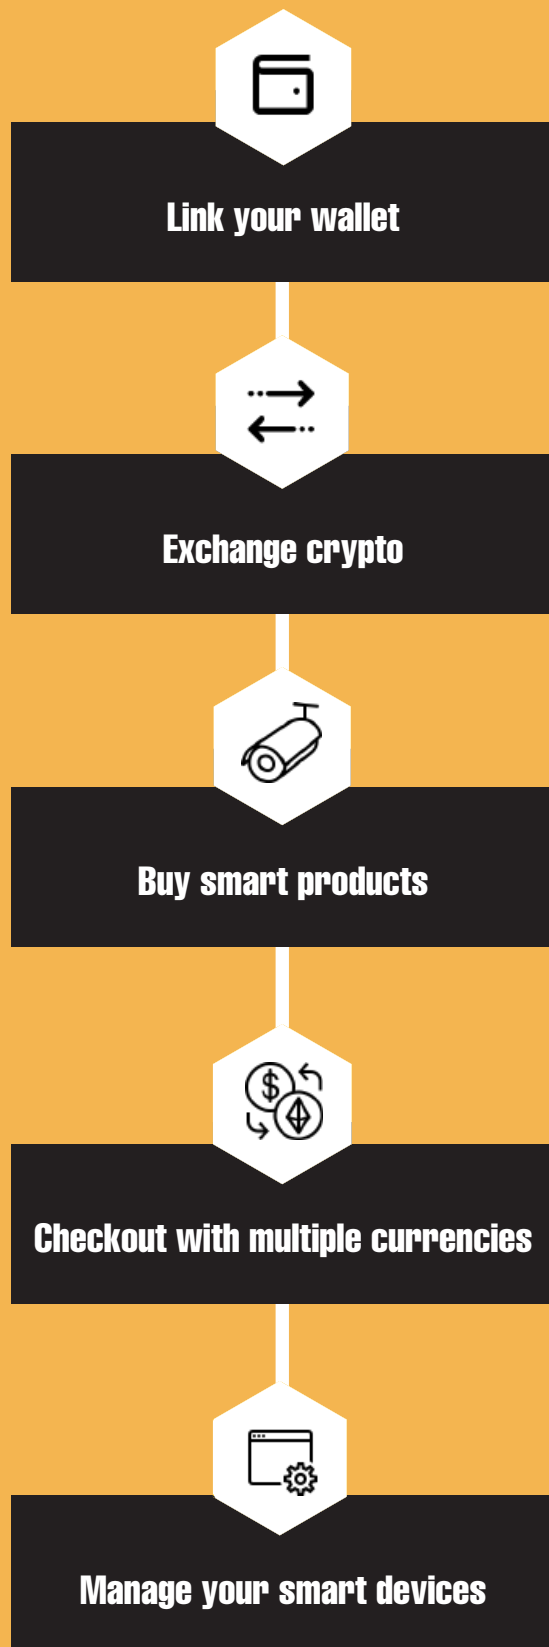 Link your wallet
Exchange crypto
Buy smart products
$
Checkout with multiple currencies
Manage your smart devices